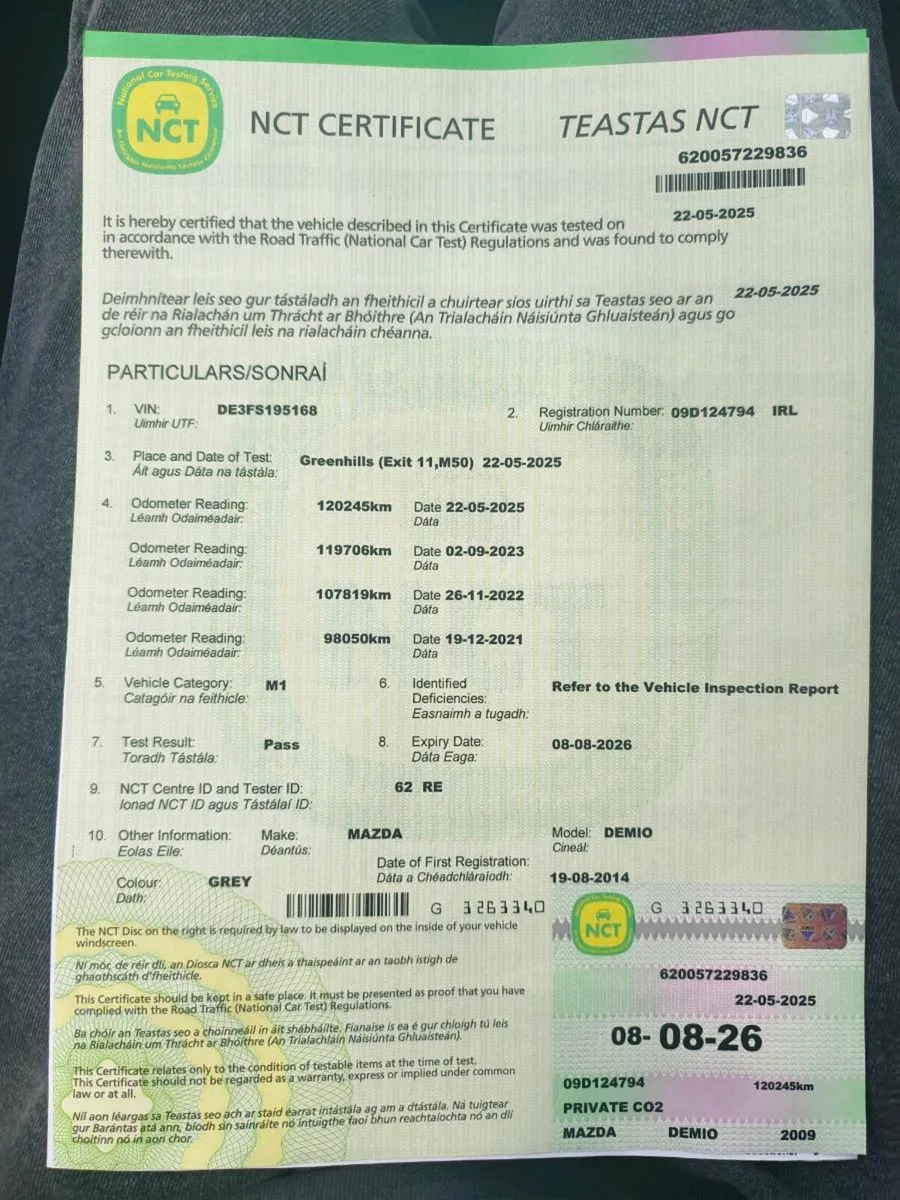 National Car Testing Service
NCT
An tSeirbhís Náisiúnta Tástála Carranna
NCT CERTIFICATE
TEASTAS NCT
620057229836
It is hereby certified that the vehicle described in this Certificate was tested on 22-05-2025
in accordance with the Road Traffic (National Car Test) Regulations and was found to comply
therewith.
Deimhnítear leis seo gur tástáladh an fheithicil a chuirtear síos uirthi sa Teastas seo ar an 22-05-2025
de réir na Rialachán um Thrácht ar Bhóithre (An Trialacháin Náisiúnta Ghluaisteán) agus go
gcloíonn an fheithicil leis na rialacháin chéanna.
PARTICULARS/SONRAÍ
1. VIN: DE3FS195168
Uimhir UTF:
2. Registration Number: 09D124794 IRL
Uimhir Chláraithe:
3. Place and Date of Test: Greenhills (Exit 11,M50) 22-05-2025
Áit agus Dáta na tástála:
4. Odometer Reading: 120245km Date 22-05-2025
Léamh Odaiméadair: Dáta
Odometer Reading: 119706km Date 02-09-2023
Léamh Odaiméadair: Dáta
Odometer Reading: 107819km Date 26-11-2022
Léamh Odaiméadair: Dáta
Odometer Reading: 98050km Date 19-12-2021
Léamh Odaiméadair: Dáta
5. Vehicle Category: M1
Catagóir na feithicle:
6. Identified
Deficiencies: Refer to the Vehicle Inspection Report
Easnaimh a tugadh:
7. Test Result: Pass
Toradh Tástála:
8. Expiry Date: 08-08-2026
Dáta Eaga:
9. NCT Centre ID and Tester ID: 62 RE
Ionad NCT ID agus Tástálaí ID:
10. Other Information: Make: MAZDA Model: DEMIO
Eolas Eile: Déantús: Cineál:
Date of First Registration:
Dáta a Chéadchláraíodh: 19-08-2014
Colour: GREY
Dath:
G 3263340
The NCT Disc on the right is required by law to be displayed on the inside of your vehicle
windscreen.
Ní mór, de réir dlí, an Diosca NCT ar dheis a thaispeáint ar an taobh istigh de
ghaothscáth d'fheithicle.
This Certificate should be kept in a safe place. It must be presented as proof that you have
complied with the Road Traffic (National Car Test) Regulations.
Ba chóir an Teastas seo a choinneáil in áit shábháilte, Fianaise is ea é gur chloígh tú leis
na Rialacháin um Thrácht ar Bhóithre (An Trialacháin Náisiúnta Ghluaisteán).
This Certificate relates only to the condition of testable items at the time of test.
This Certificate should not be regarded as a warranty, express or implied under common
law or at all.
Níl aon léargas sa Teastas seo ach ar staid éarrat intástála ag am a dtástála. Ná tuigtear
gur Barántas atá ann, bíodh sin sainráite nó intuigthe faoi bhun reachtaíochta nó an dlí
choitinn nó in aon chor.
NCT
G 3263340
620057229836
22-05-2025
08-08-26
09D124794 120245km
PRIVATE CO2
MAZDA DEMIO 2009